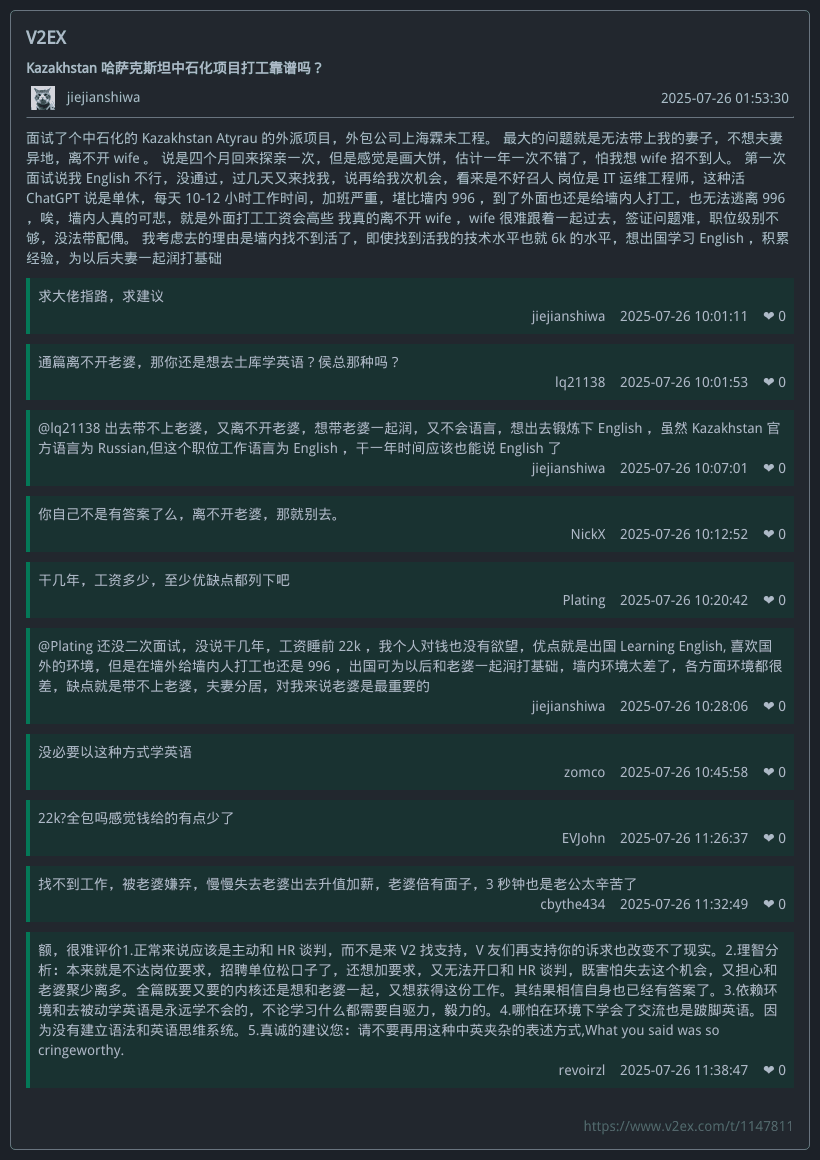 V2EX
Kazakhstan 哈萨克斯坦中石化项目打工靠谱吗？
jiejianshiwa
2025-07-26 01:53:30
面试了个中石化的 Kazakhstan Atyrau 的外派项目，外包公司上海霖未工程。 最大的问题就是无法带上我的妻子，不想夫妻
异地，离不开 wife 。 说是四个月回来探亲一次，但是感觉是画大饼，估计一年一次不错了，怕我想 wife 招不到人。 第一次
面试说我 English 不行，没通过，过几天又来找我，说再给我次机会，看来是不好召人 岗位是 IT 运维工程师，这种活
ChatGPT 说是单休，每天 10-12 小时工作时间，加班严重，堪比墙内 996 ，到了外面也还是给墙内人打工，也无法逃离 996
，唉，墙内人真的可悲，就是外面打工工资会高些 我真的离不开 wife ，wife 很难跟着一起过去，签证问题难，职位级别不
够，没法带配偶。 我考虑去的理由是墙内找不到活了，即使找到活我的技术水平也就 6k 的水平，想出国学习 English ，积累
经验，为以后夫妻一起润打基础
求大佬指路，求建议
jiejianshiwa 2025-07-26 10:01:11 ❤ 0
通篇离不开老婆，那你还是想去土库学英语？侯总那种吗？
lq21138 2025-07-26 10:01:53 ❤ 0
@lq21138 出去带不上老婆，又离不开老婆，想带老婆一起润，又不会语言，想出去锻炼下 English ，虽然 Kazakhstan 官
方语言为 Russian,但这个职位工作语言为 English ，干一年时间应该也能说 English 了
jiejianshiwa 2025-07-26 10:07:01 ❤ 0
你自己不是有答案了么，离不开老婆，那就别去。
NickX 2025-07-26 10:12:52 ❤ 0
干几年，工资多少，至少优缺点都列下吧
Plating 2025-07-26 10:20:42 ❤ 0
@Plating 还没二次面试，没说干几年，工资睡前 22k ，我个人对钱也没有欲望，优点就是出国 Learning English, 喜欢国
外的环境，但是在墙外给墙内人打工也还是 996 ，出国可为以后和老婆一起润打基础，墙内环境太差了，各方面环境都很
差，缺点就是带不上老婆，夫妻分居，对我来说老婆是最重要的
jiejianshiwa 2025-07-26 10:28:06 ❤ 0
没必要以这种方式学英语
zomco 2025-07-26 10:45:58 ❤ 0
22k?全包吗感觉钱给的有点少了
EVJohn 2025-07-26 11:26:37 ❤ 0
找不到工作，被老婆嫌弃，慢慢失去老婆出去升值加薪，老婆倍有面子，3 秒钟也是老公太辛苦了
cbythe434 2025-07-26 11:32:49 ❤ 0
额，很难评价1.正常来说应该是主动和 HR 谈判，而不是来 V2 找支持，V 友们再支持你的诉求也改变不了现实。2.理智分
析：本来就是不达岗位要求，招聘单位松口子了，还想加要求，又无法开口和 HR 谈判，既害怕失去这个机会，又担心和
老婆聚少离多。全篇既要又要的内核还是想和老婆一起，又想获得这份工作。其结果相信自身也已经有答案了。3.依赖环
境和去被动学英语是永远学不会的，不论学习什么都需要自驱力，毅力的。4.哪怕在环境下学会了交流也是跛脚英语。因
为没有建立语法和英语思维系统。5.真诚的建议您：请不要再用这种中英夹杂的表述方式,What you said was so
cringeworthy.
revoirzl 2025-07-26 11:38:47 ❤ 0
https://www.v2ex.com/t/1147811